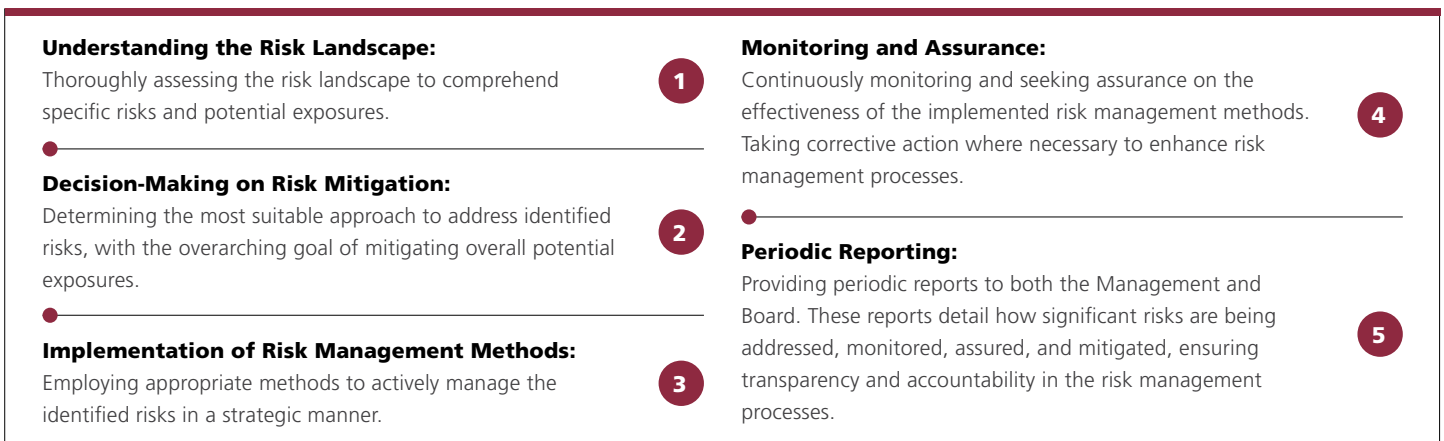 Understanding the Risk Landscape:
Thoroughly assessing the risk landscape to comprehend
specific risks and potential exposures.
1
Decision-Making on Risk Mitigation:
Determining the most suitable approach to address identified
risks, with the overarching goal of mitigating overall potential
exposures.
2
Implementation of Risk Management Methods:
Employing appropriate methods to actively manage the
identified risks in a strategic manner.
3
Monitoring and Assurance:
Continuously monitoring and seeking assurance on the
effectiveness of the implemented risk management methods.
Taking corrective action where necessary to enhance risk
management processes.
4
Periodic Reporting:
Providing periodic reports to both the Management and
Board. These reports detail how significant risks are being
addressed, monitored, assured, and mitigated, ensuring
transparency and accountability in the risk management
processes.
5